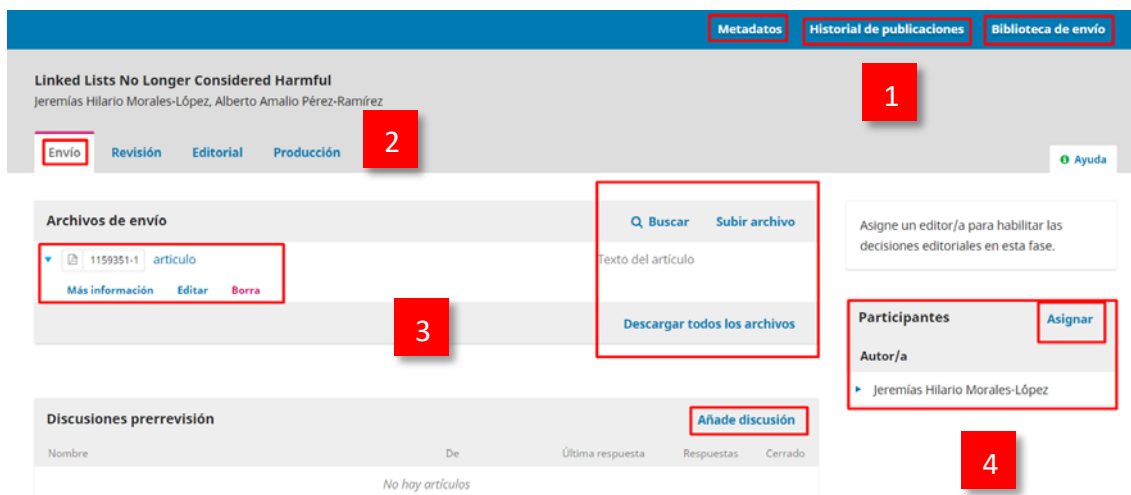 Metadatos Historial de publicaciones Biblioteca de envío
1
Linked Lists No Longer Considered Harmful
Jeremías Hilario Morales-López, Alberto Amalio Pérez-Ramírez
2
Envío Revisión Editorial Producción
Ayuda
Archivos de envío Buscar Subir archivo
1159351-1 articulo Texto del artículo
Más información Editar Borra
Descargar todos los archivos
3
Asigne un editor/a para habilitar las
decisiones editoriales en esta fase.
Participantes Asignar
Autor/a
Jeremías Hilario Morales-López
4
Discusiones prerrevisión Añade discusión
Nombre De Última respuesta Respuestas Cerrado
No hay artículos